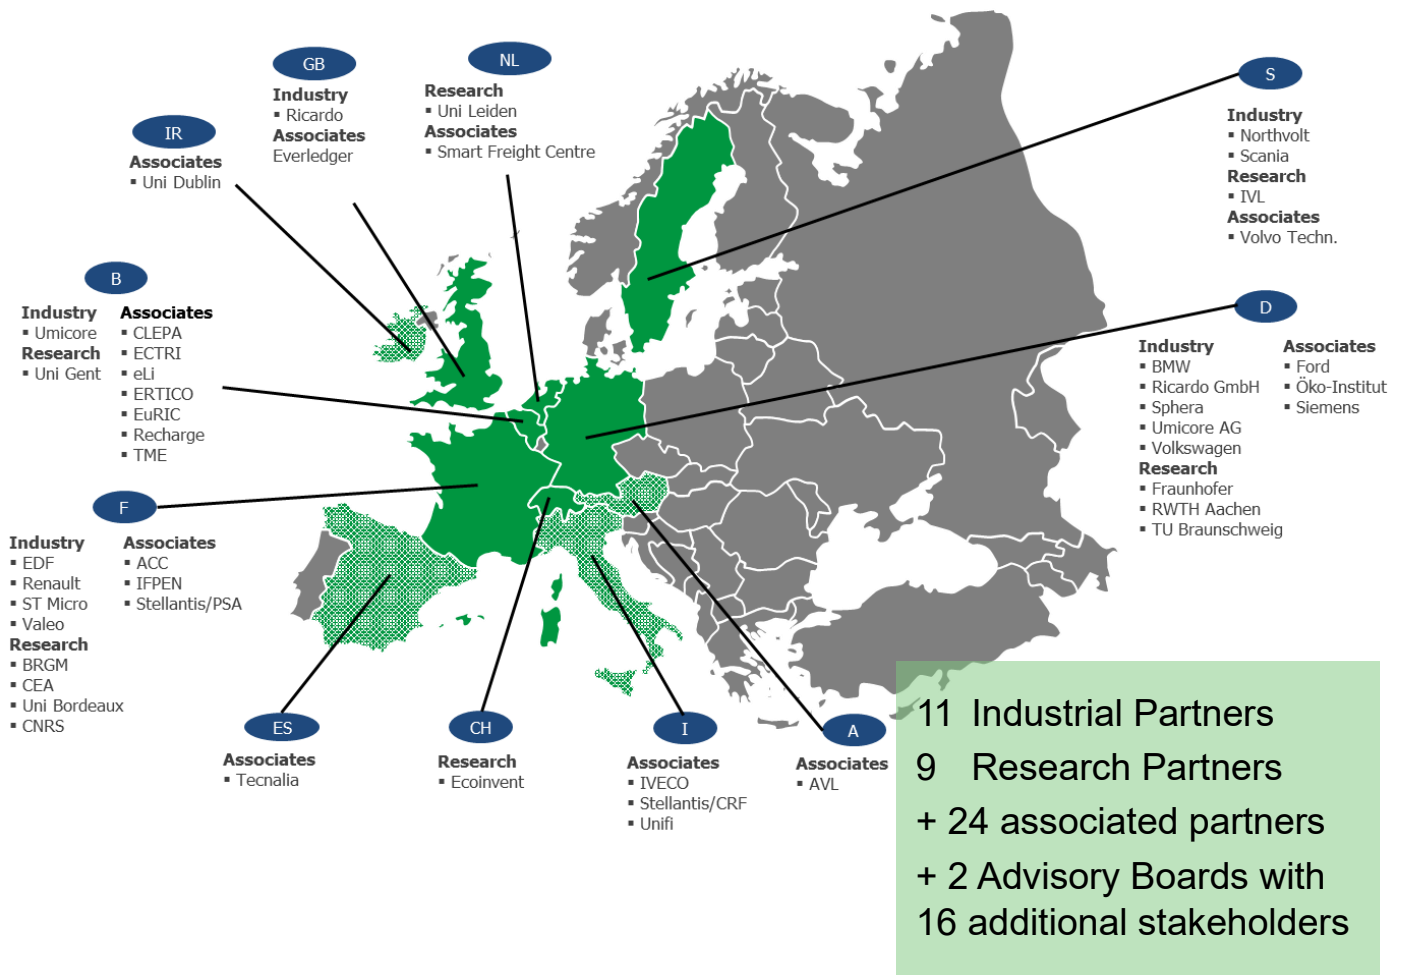 GB
Industry
▪ Ricardo
Associates
Everledger
NL
Research
▪ Uni Leiden
Associates
▪ Smart Freight Centre
S
Industry
▪ Northvolt
▪ Scania
Research
▪ IVL
Associates
▪ Volvo Techn.
IR
Associates
▪ Uni Dublin
B
Industry
▪ Umicore
Research
▪ Uni Gent
Associates
▪ CLEPA
▪ ECTRI
▪ eLi
▪ ERTICO
▪ EuRIC
▪ Recharge
▪ TME
D
Industry
▪ BMW
▪ Ricardo GmbH
▪ Sphera
▪ Umicore AG
▪ Volkswagen
Research
▪ Fraunhofer
▪ RWTH Aachen
▪ TU Braunschweig
Associates
▪ Ford
▪ Öko-Institut
▪ Siemens
F
Industry
▪ EDF
▪ Renault
▪ ST Micro
▪ Valeo
Research
▪ BRGM
▪ CEA
▪ Uni Bordeaux
▪ CNRS
Associates
▪ ACC
▪ IFPEN
▪ Stellantis/PSA
ES
Associates
▪ Tecnalia
CH
Research
▪ Ecoinvent
I
Associates
▪ IVECO
▪ Stellantis/CRF
▪ Unifi
A
Associates
▪ AVL
11 Industrial Partners
9 Research Partners
+ 24 associated partners
+ 2 Advisory Boards with
16 additional stakeholders